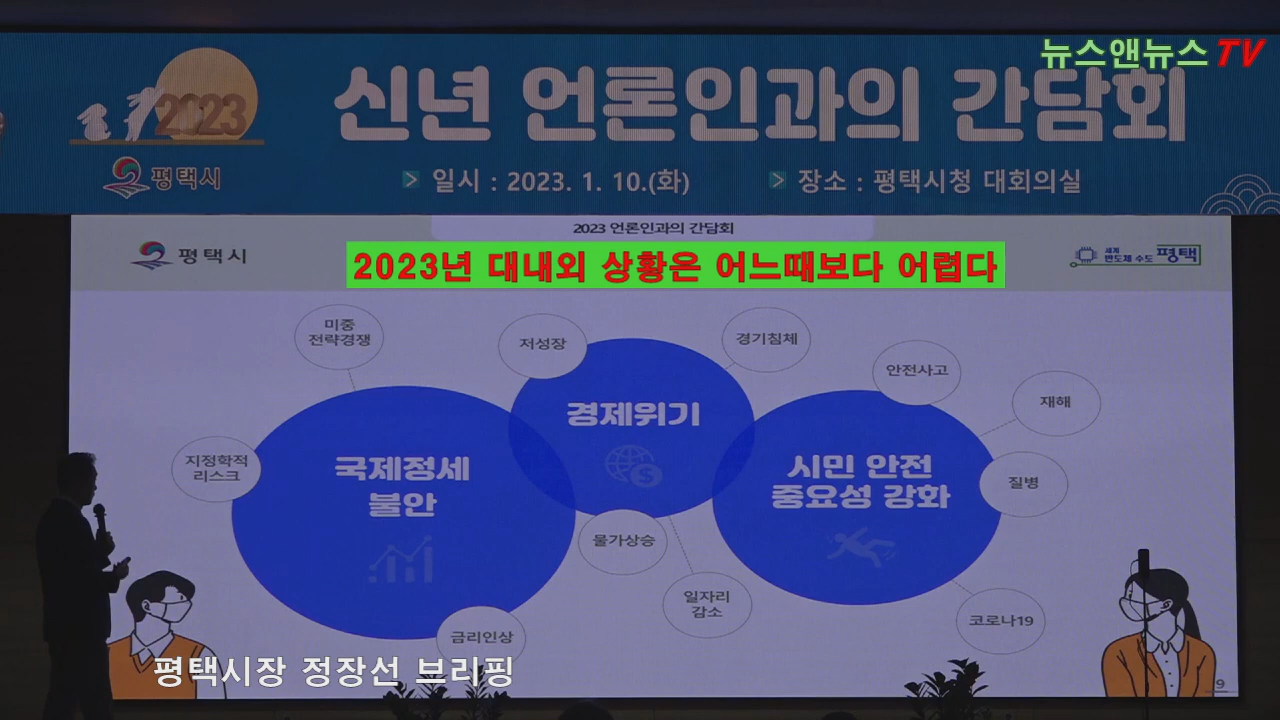 뉴스앤뉴스 TV
2023
신년 언론인과의 간담회
평택시
일시 : 2023. 1. 10.(화)
장소 : 평택시청 대회의실
2023 언론인과의 간담회
평택시
2023년 대내외 상황은 어느때보다 어렵다
세계
반도체 수도 평택
미중
전략경쟁
저성장
경기침체
안전사고
재해
경제위기
지정학적
리스크
국제정세
불안
시민 안전
중요성 강화
질병
물가상승
일자리
감소
코로나19
금리인상
평택시장 정장선 브리핑
9